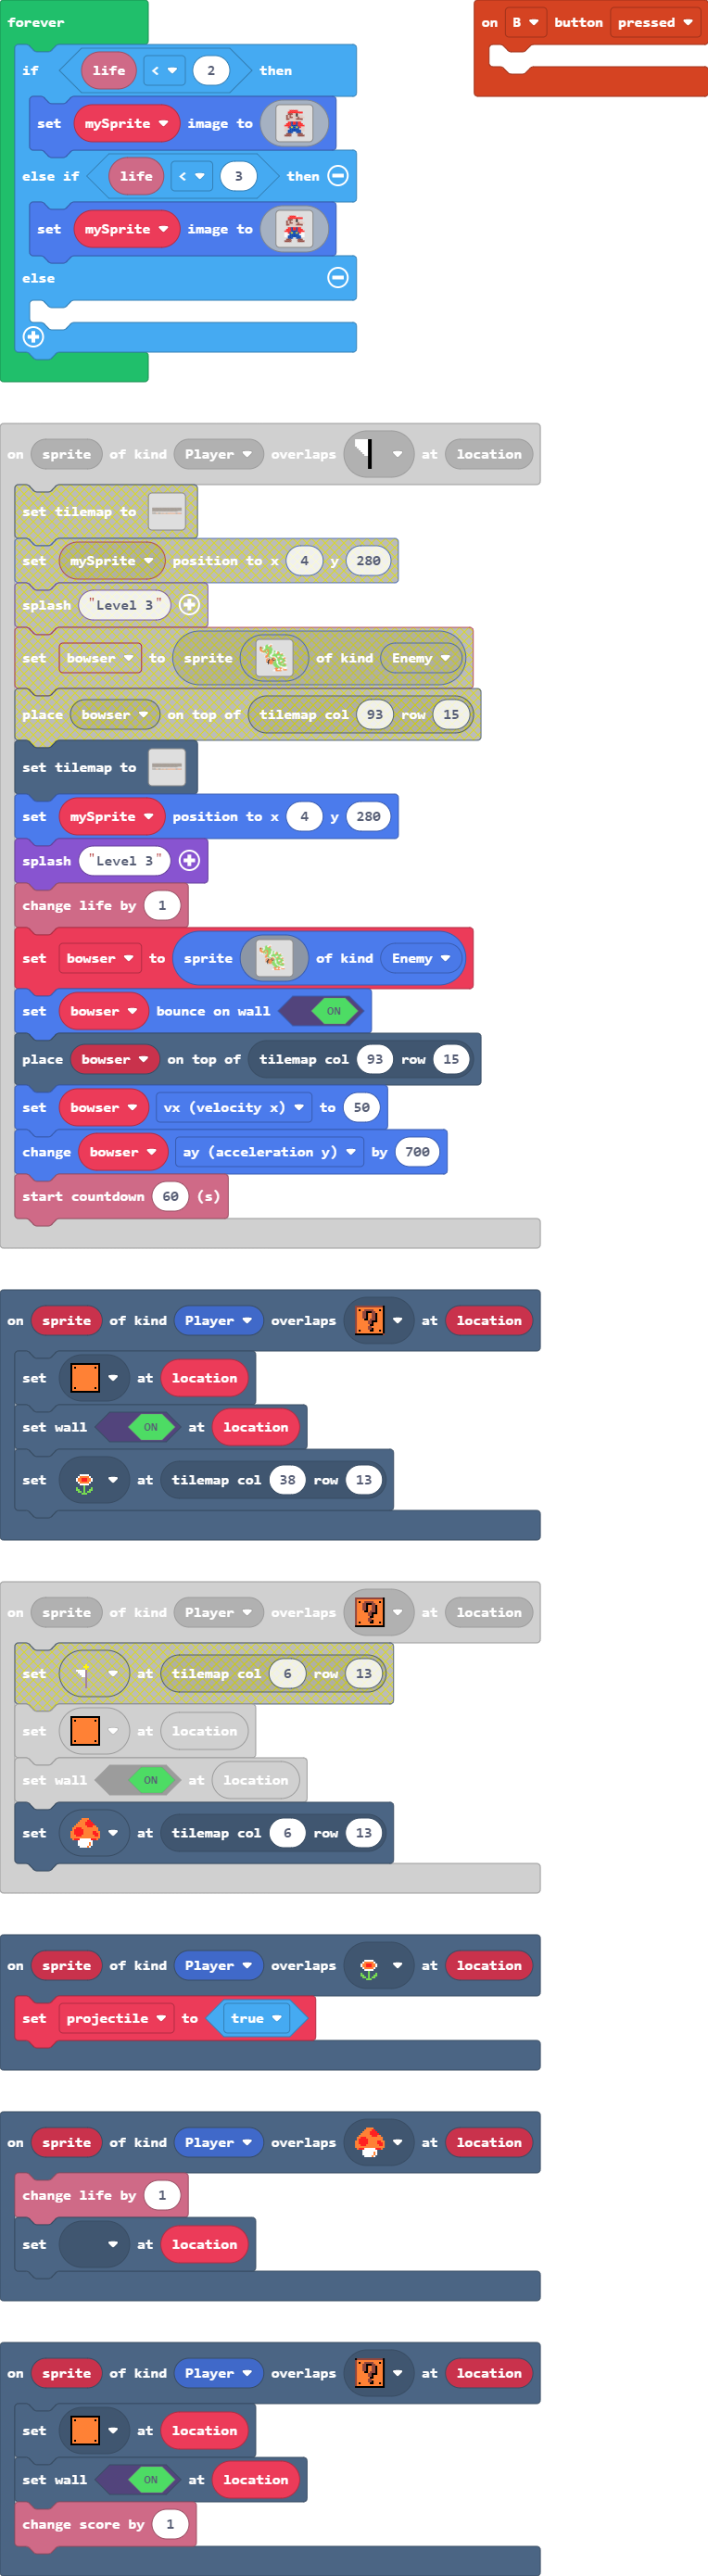 forever
on B button pressed
if life < 2 then
set mySprite image to
else if life < 3 then
set mySprite image to
else
on sprite of kind Player overlaps at location
set tilemap to
set mySprite position to x 4 y 280
splash "Level 3"
set bowser to sprite of kind Enemy
place bowser on top of tilemap col 93 row 15
set tilemap to
set mySprite position to x 4 y 280
splash "Level 3"
change life by 1
set bowser to sprite of kind Enemy
set bowser bounce on wall ON
place bowser on top of tilemap col 93 row 15
set bowser vx (velocity x) to 50
change bowser ay (acceleration y) by 700
start countdown 60 (s)
on sprite of kind Player overlaps ? at location
set at location
set wall ON at location
set at tilemap col 38 row 13
on sprite of kind Player overlaps ? at location
set at tilemap col 6 row 13
set at location
set wall ON at location
set at tilemap col 6 row 13
on sprite of kind Player overlaps at location
set projectile to true
on sprite of kind Player overlaps at location
change life by 1
set at location
on sprite of kind Player overlaps ? at location
set at location
set wall ON at location
change score by 1